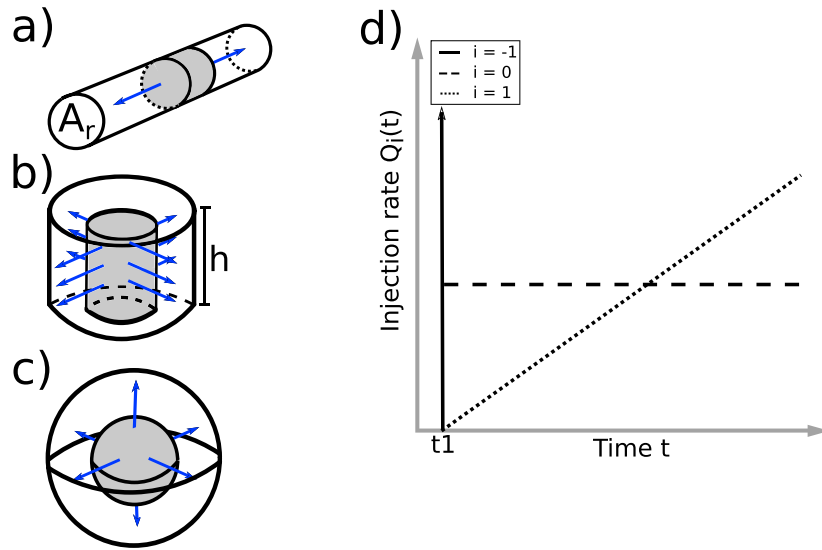 a)
A_r
b)
h
c)
d)
i = -1
i = 0
i = 1
Injection rate Q_i(t)
t1
Time t